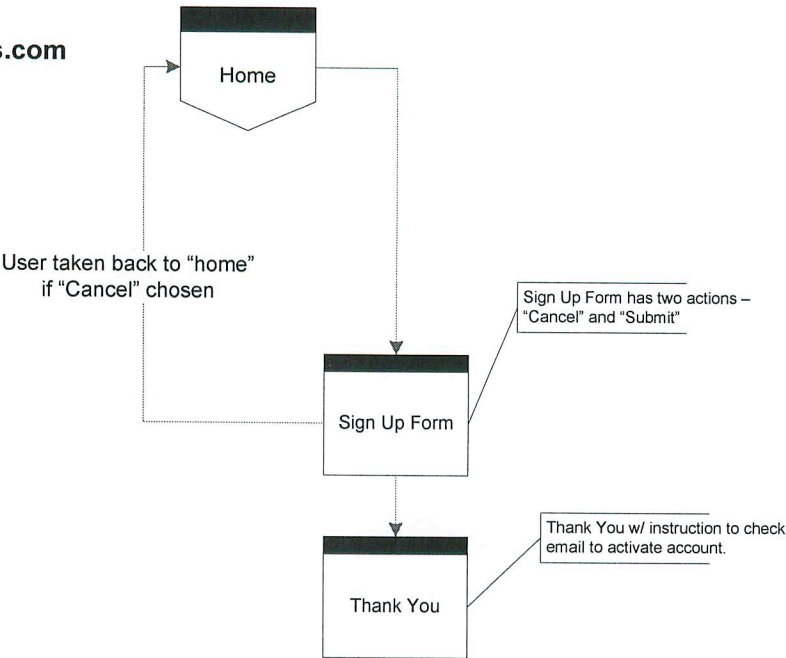 s.com
Home
User taken back to “home”
if “Cancel” chosen
Sign Up Form has two actions –
“Cancel” and “Submit”
Sign Up Form
Thank You w/ instruction to check
email to activate account.
Thank You